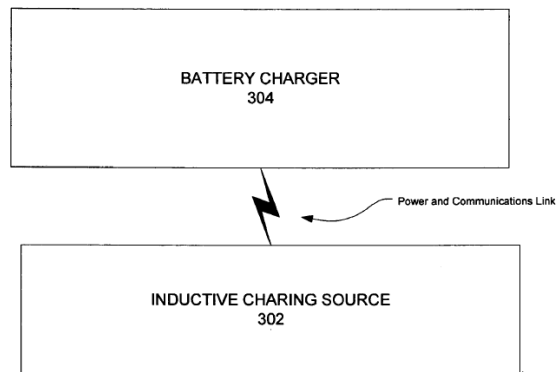 BATTERY CHARGER
304
Power and Communications Link
INDUCTIVE CHARING SOURCE
302